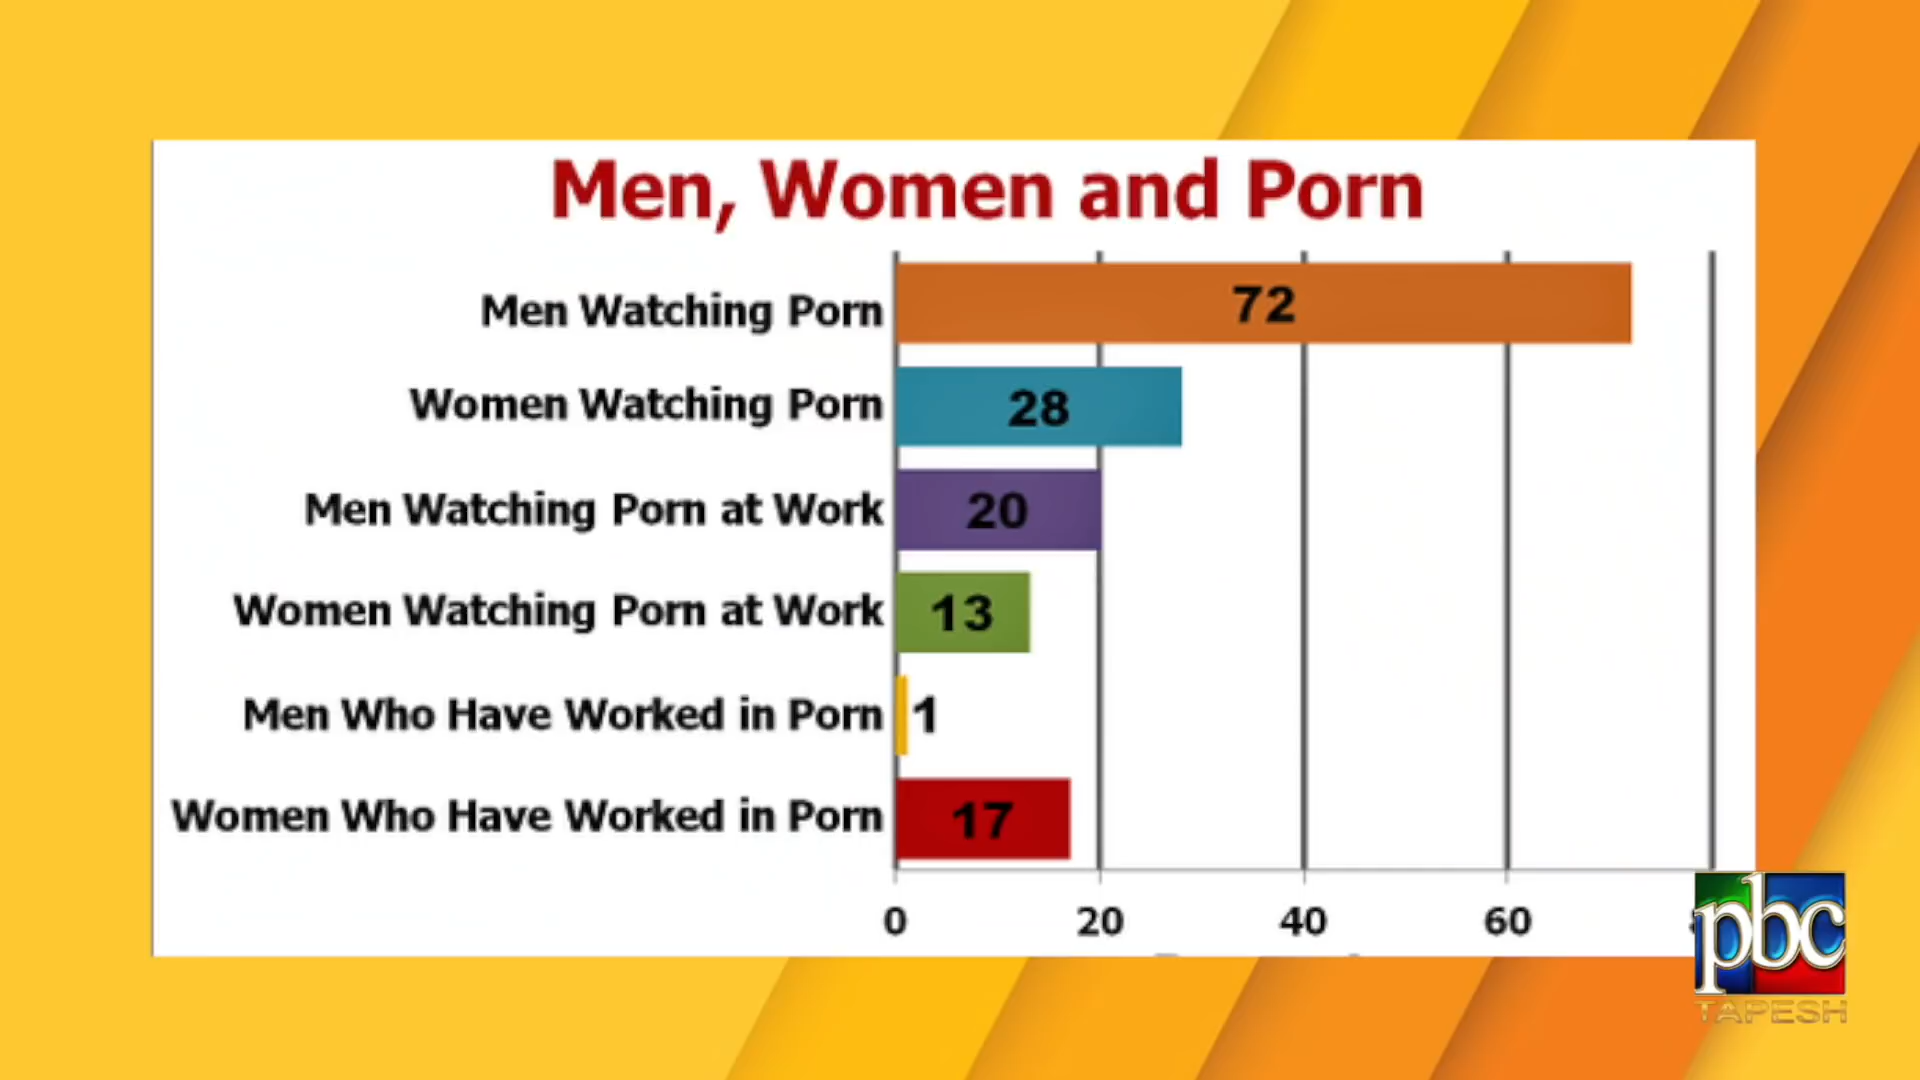 Men, Women and Porn
Men Watching Porn
72
Women Watching Porn
28
Men Watching Porn at Work
20
Women Watching Porn at Work
13
Men Who Have Worked in Porn
1
Women Who Have Worked in Porn
17
0 20 40 60
pbc
TAPESH